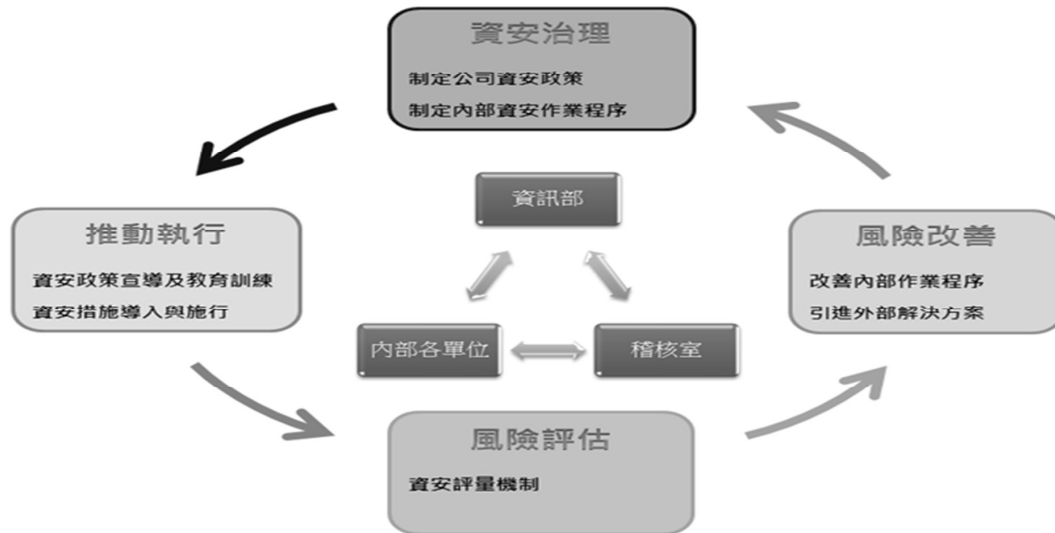 資安治理
制定公司資安政策
制定內部資安作業程序
資訊部
推動執行
資安政策宣導及教育訓練
資安措施導入與施行
風險改善
改善內部作業程序
引進外部解決方案
內部各單位
稽核室
風險評估
資安評量機制